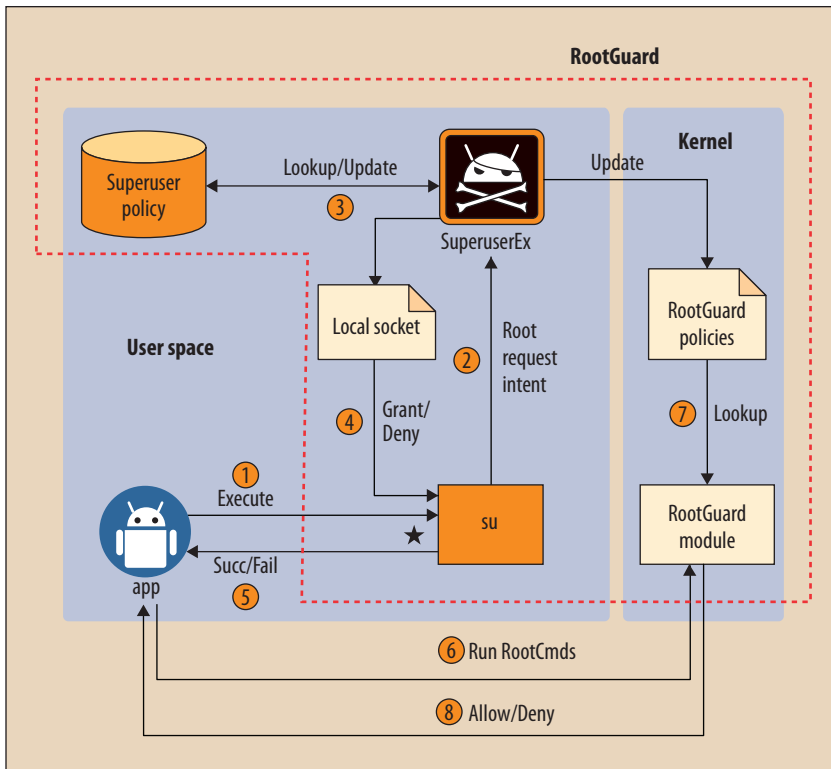 RootGuard
Kernel
Superuser
policy
Lookup/Update
3
SuperuserEx
Update
Local socket
RootGuard
policies
User space
2
Root
request
intent
4
Grant/
Deny
7
Lookup
1
Execute
su
RootGuard
module
app
Succ/Fail
5
6 Run RootCmds
8 Allow/Deny